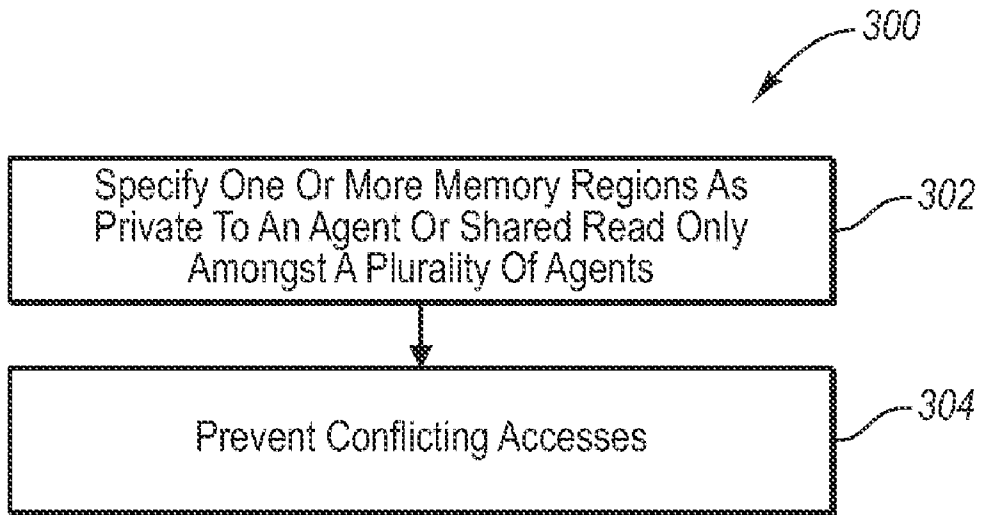 300
Specify One Or More Memory Regions As
Private To An Agent Or Shared Read Only
Amongst A Plurality Of Agents
302
Prevent Conflicting Accesses
304